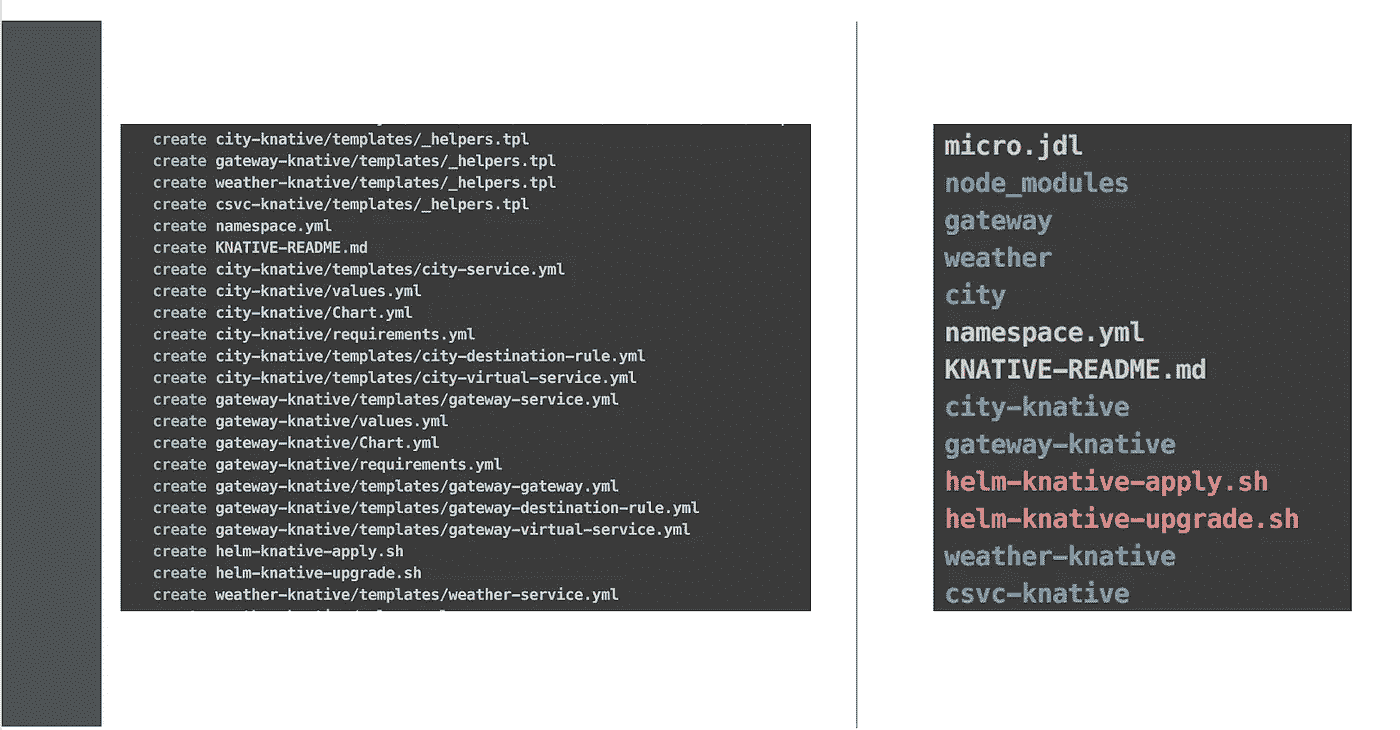 create city-knative/templates/_helpers.tpl
create gateway-knative/templates/_helpers.tpl
create weather-knative/templates/_helpers.tpl
create csvc-knative/templates/_helpers.tpl
create namespace.yml
create KNATIVE-README.md
create city-knative/templates/city-service.yml
create city-knative/values.yml
create city-knative/Chart.yml
create city-knative/requirements.yml
create city-knative/templates/city-destination-rule.yml
create city-knative/templates/city-virtual-service.yml
create gateway-knative/templates/gateway-service.yml
create gateway-knative/values.yml
create gateway-knative/Chart.yml
create gateway-knative/requirements.yml
create gateway-knative/templates/gateway-gateway.yml
create gateway-knative/templates/gateway-destination-rule.yml
create gateway-knative/templates/gateway-virtual-service.yml
create helm-knative-apply.sh
create helm-knative-upgrade.sh
create weather-knative/templates/weather-service.yml
micro.jdl
node_modules
gateway
weather
city
namespace.yml
KNATIVE-README.md
city-knative
gateway-knative
helm-knative-apply.sh
helm-knative-upgrade.sh
weather-knative
csvc-knative